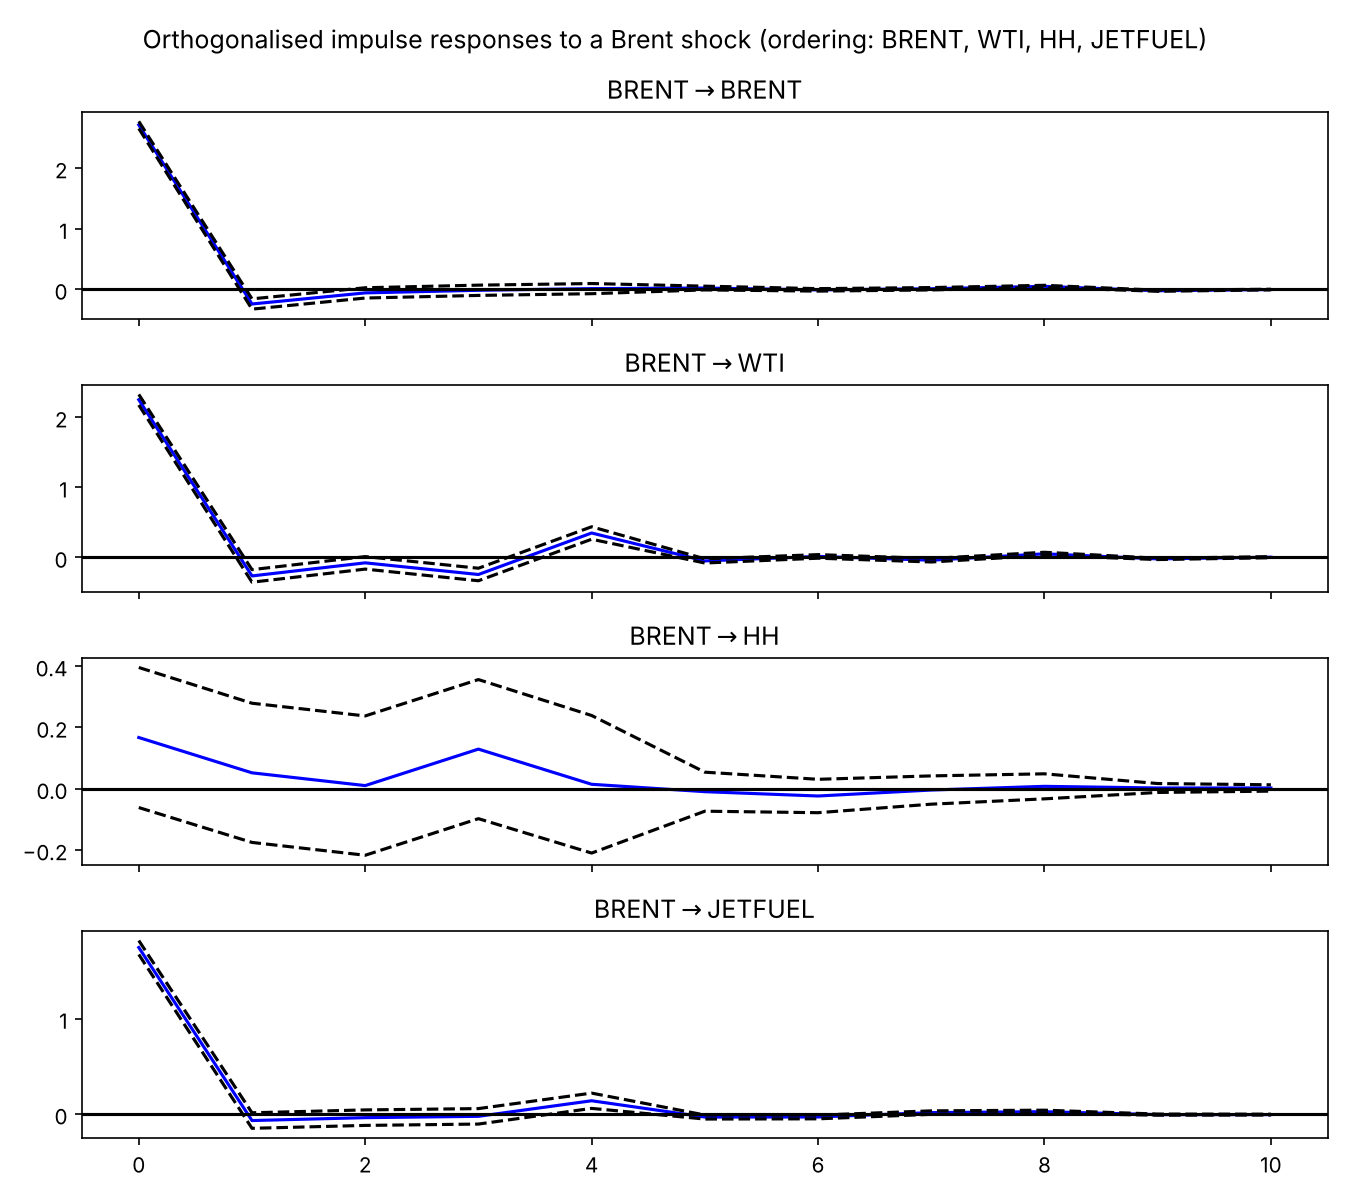 Orthogonalised impulse responses to a Brent shock (ordering: BRENT, WTI, HH, JETFUEL)
BRENT → BRENT
2
1
0
BRENT → WTI
2
1
0
BRENT → HH
0.4
0.2
0.0
−0.2
BRENT → JETFUEL
1
0
0 2 4 6 8 10